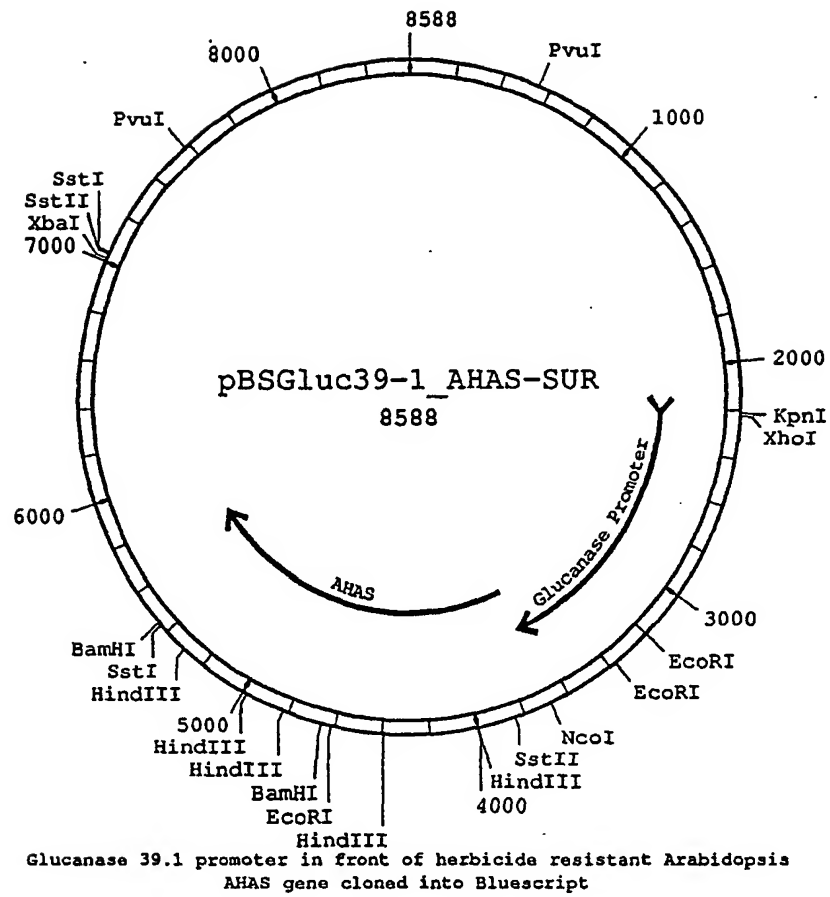 8588
8000
PvuI
PvuI
1000
SstI
SstII
XbaI
7000
2000
pBSGluc39-1_AHAS-SUR
8588
KpnI
XhoI
Glucanase Promoter
6000
AHAS
3000
BamHI
SstI
HindIII
EcoRI
EcoRI
5000
HindIII
HindIII
NcoI
SstII
HindIII
BamHI
4000
EcoRI
HindIII
Glucanase 39.1 promoter in front of herbicide resistant Arabidopsis
AHAS gene cloned into Bluescript